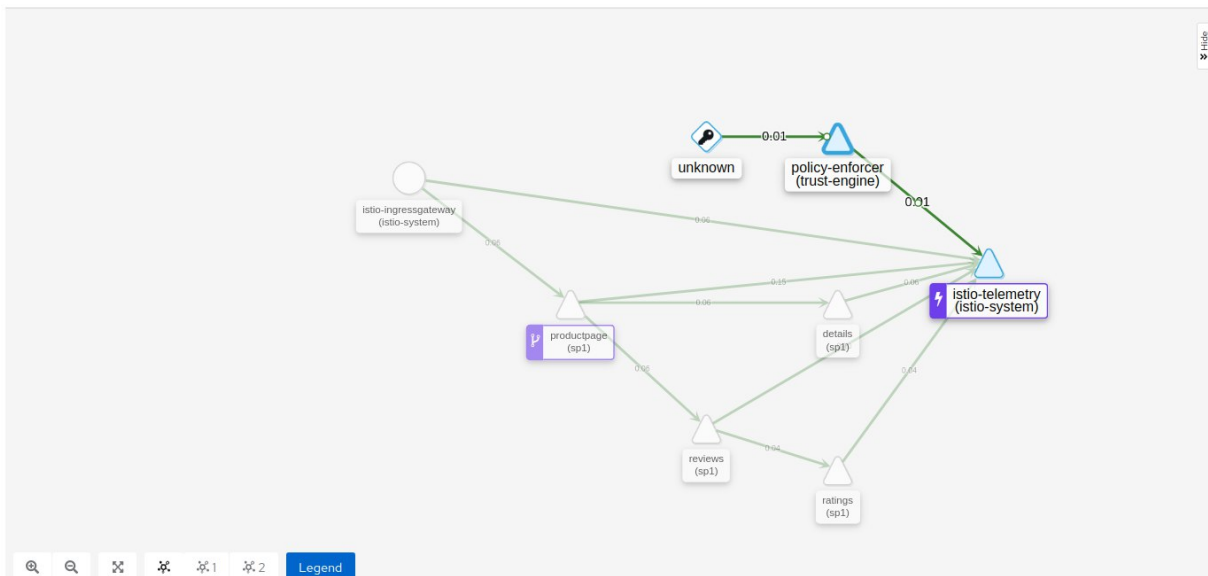 Hide
0.01
unknown
policy-enforcer
(trust-engine)
0.01
istio-ingressgateway
(istio-system)
0.06
0.06
istio-telemetry
(istio-system)
0.15
0.06
0.06
productpage
(sp1)
details
(sp1)
0.06
0.04
reviews
(sp1)
0.04
ratings
(sp1)
1
2
Legend